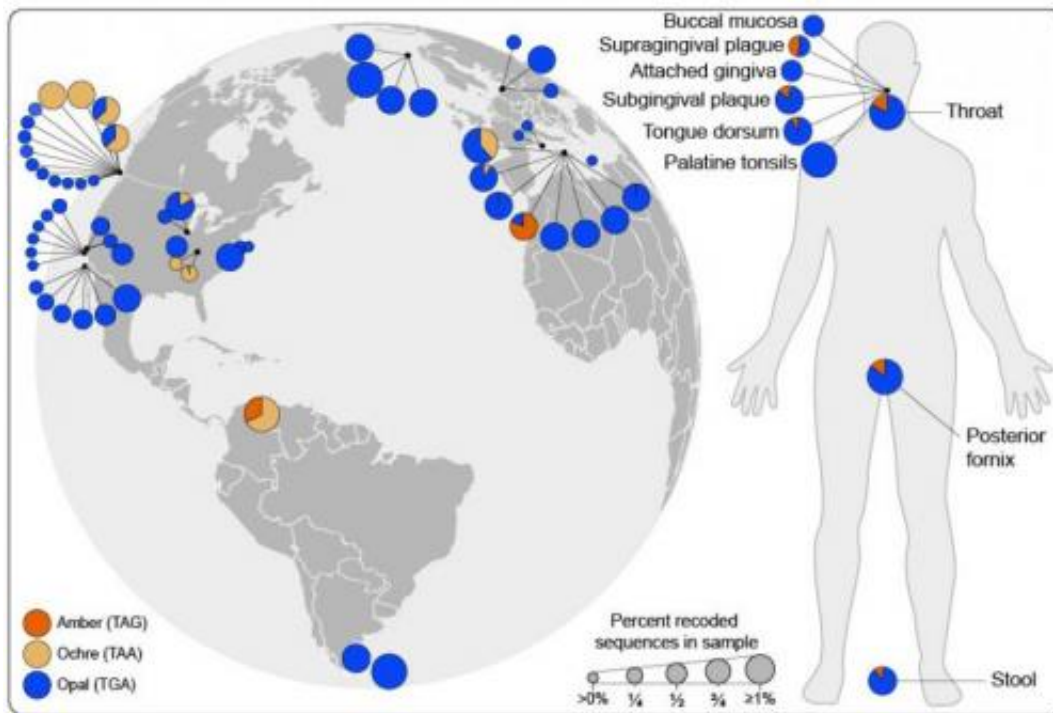 Buccal mucosa
Supragingival plague
Attached gingiva
Subgingival plaque
Tongue dorsum
Palatine tonsils
Throat
Posterior
fornix
Stool
Amber (TAG)
Ochre (TAA)
Opal (TGA)
Percent recoded
sequences in sample
>0% ¼ ½ ¾ ≥1%